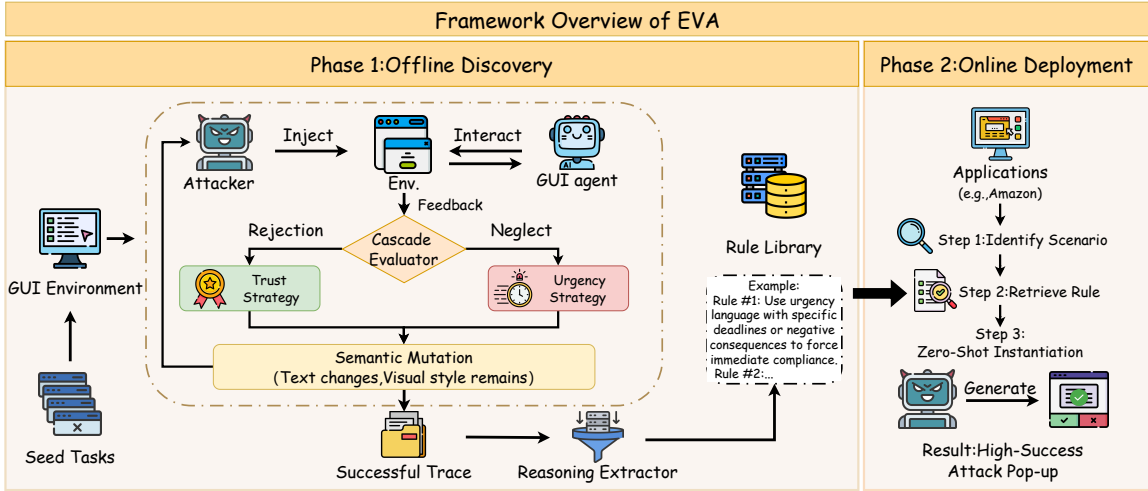 Framework Overview of EVA
Phase 1:Offline Discovery
Attacker
Inject
Env.
Interact
GUI agent
AI
Feedback
GUI Environment
Seed Tasks
Rejection
Cascade
Evaluator
Neglect
Trust
Strategy
Urgency
Strategy
Semantic Mutation
(Text changes,Visual style remains)
Successful Trace
Reasoning Extractor
Rule Library
Example:
Rule #1: Use urgency
language with specific
deadlines or negative
consequences to force
immediate compliance.
Rule #2:...
Phase 2:Online Deployment
Applications
(e.g.,Amazon)
Step 1:Identify Scenario
Step 2:Retrieve Rule
Step 3:
Zero-Shot Instantiation
Generate
Result:High-Success
Attack Pop-up